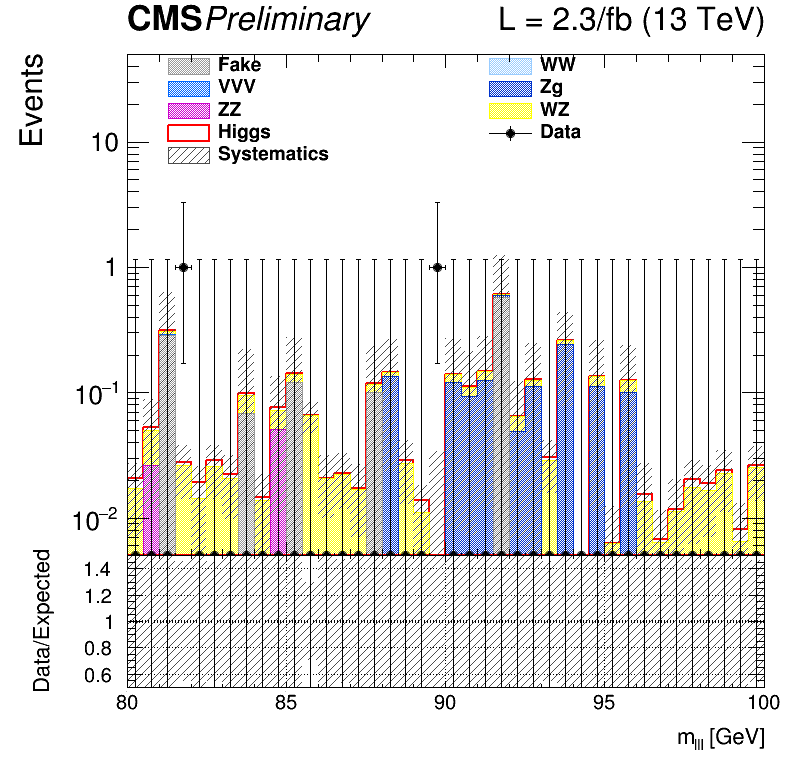 CMS Preliminary L = 2.3/fb (13 TeV)
Events
Fake WW
VVV Zg
ZZ WZ
Higgs Data
Systematics
10
1
10⁻¹
10⁻²
Data/Expected
1.4
1.2
1
0.8
0.6
80 85 90 95 100
m_lll [GeV]